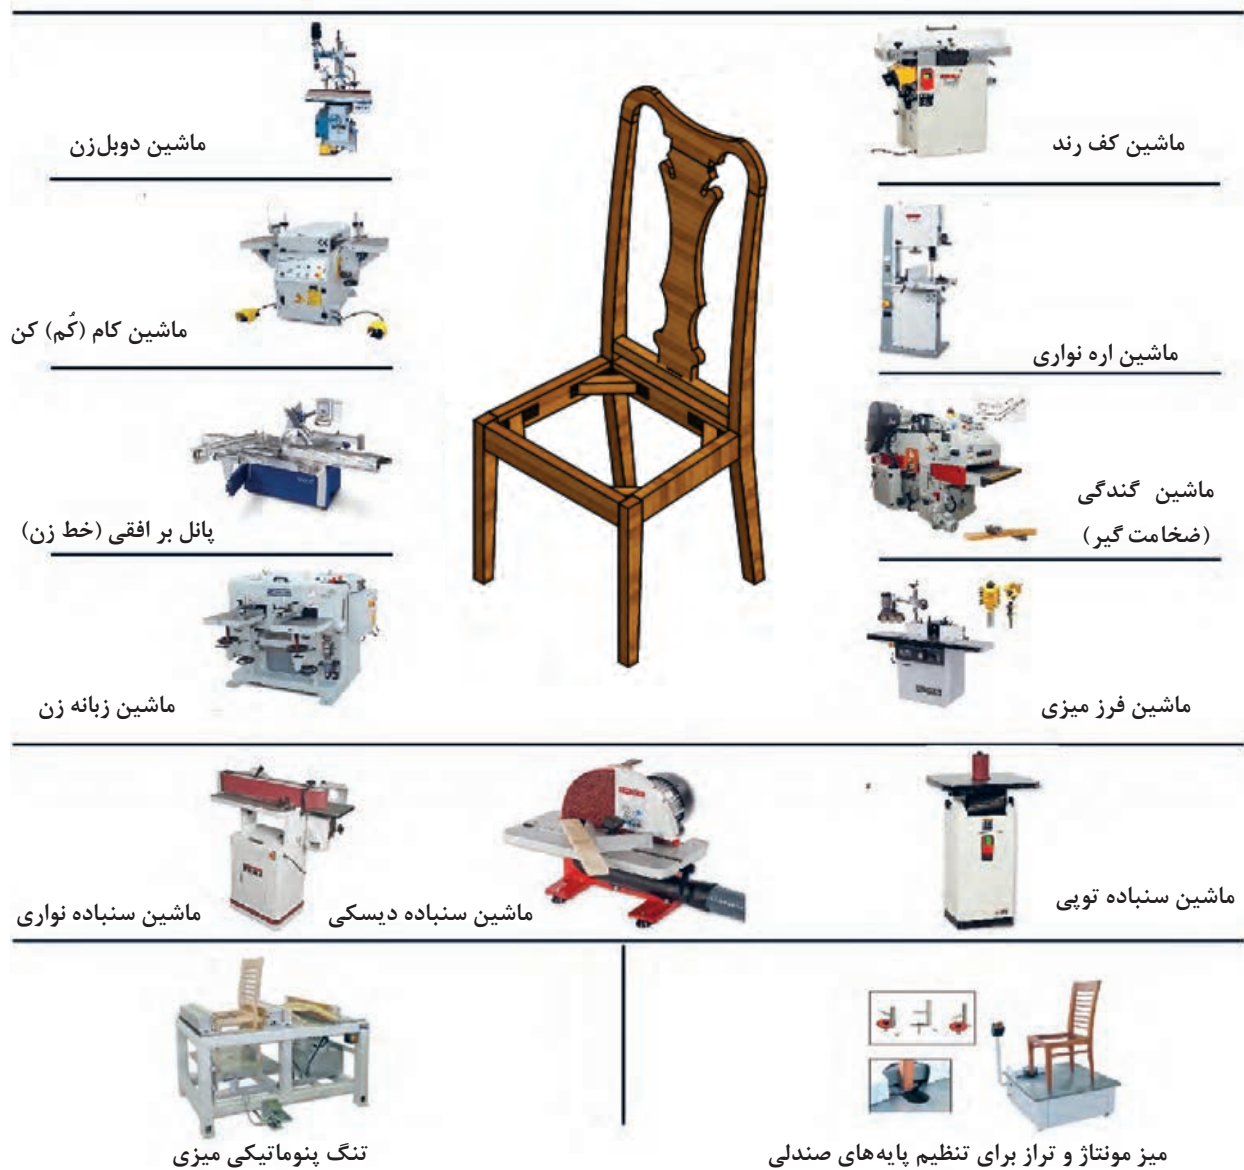 ماشین کف رند
ماشین دوبل‌زن
ماشین اره نواری
ماشین کام (کُم) کن
ماشین گندگی
(ضخامت گیر)
پانل بر افقی (خط زن)
ماشین فرز میزی
ماشین زبانه زن
ماشین سنباده توپی
ماشین سنباده دیسکی
ماشین سنباده نواری
میز مونتاژ و تراز برای تنظیم پایه‌های صندلی
تنگ پنوماتیکی میزی